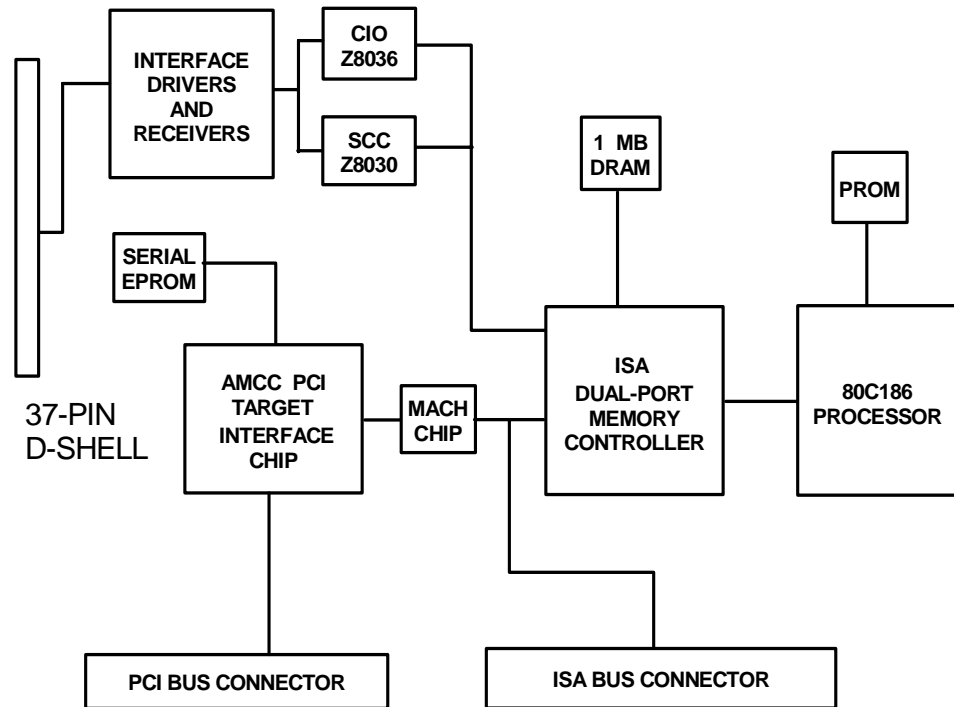 INTERFACE
DRIVERS
AND
RECEIVERS
CIO
Z8036
SCC
Z8030
1 MB
DRAM
PROM
SERIAL
EPROM
37-PIN
D-SHELL
AMCC PCI
TARGET
INTERFACE
CHIP
MACH
CHIP
ISA
DUAL-PORT
MEMORY
CONTROLLER
80C186
PROCESSOR
PCI BUS CONNECTOR
ISA BUS CONNECTOR